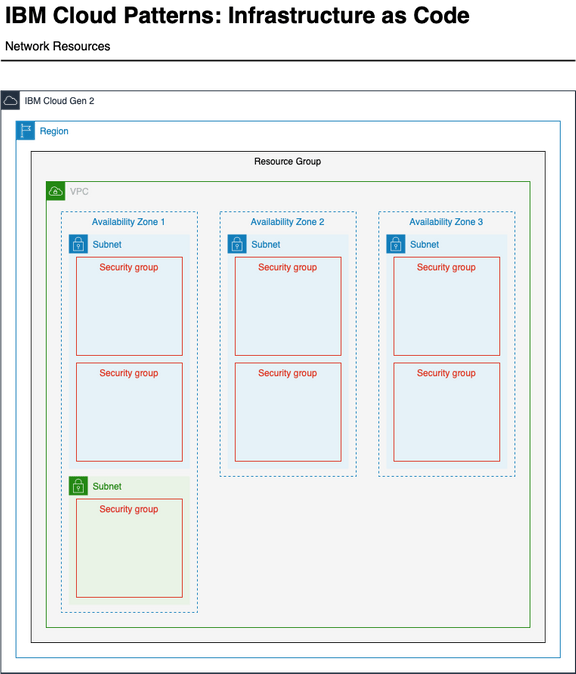 IBM Cloud Patterns: Infrastructure as Code
Network Resources
IBM Cloud Gen 2
Region
Resource Group
VPC
Availability Zone 1
Subnet
Security group
Security group
Subnet
Security group
Availability Zone 2
Subnet
Security group
Security group
Availability Zone 3
Subnet
Security group
Security group